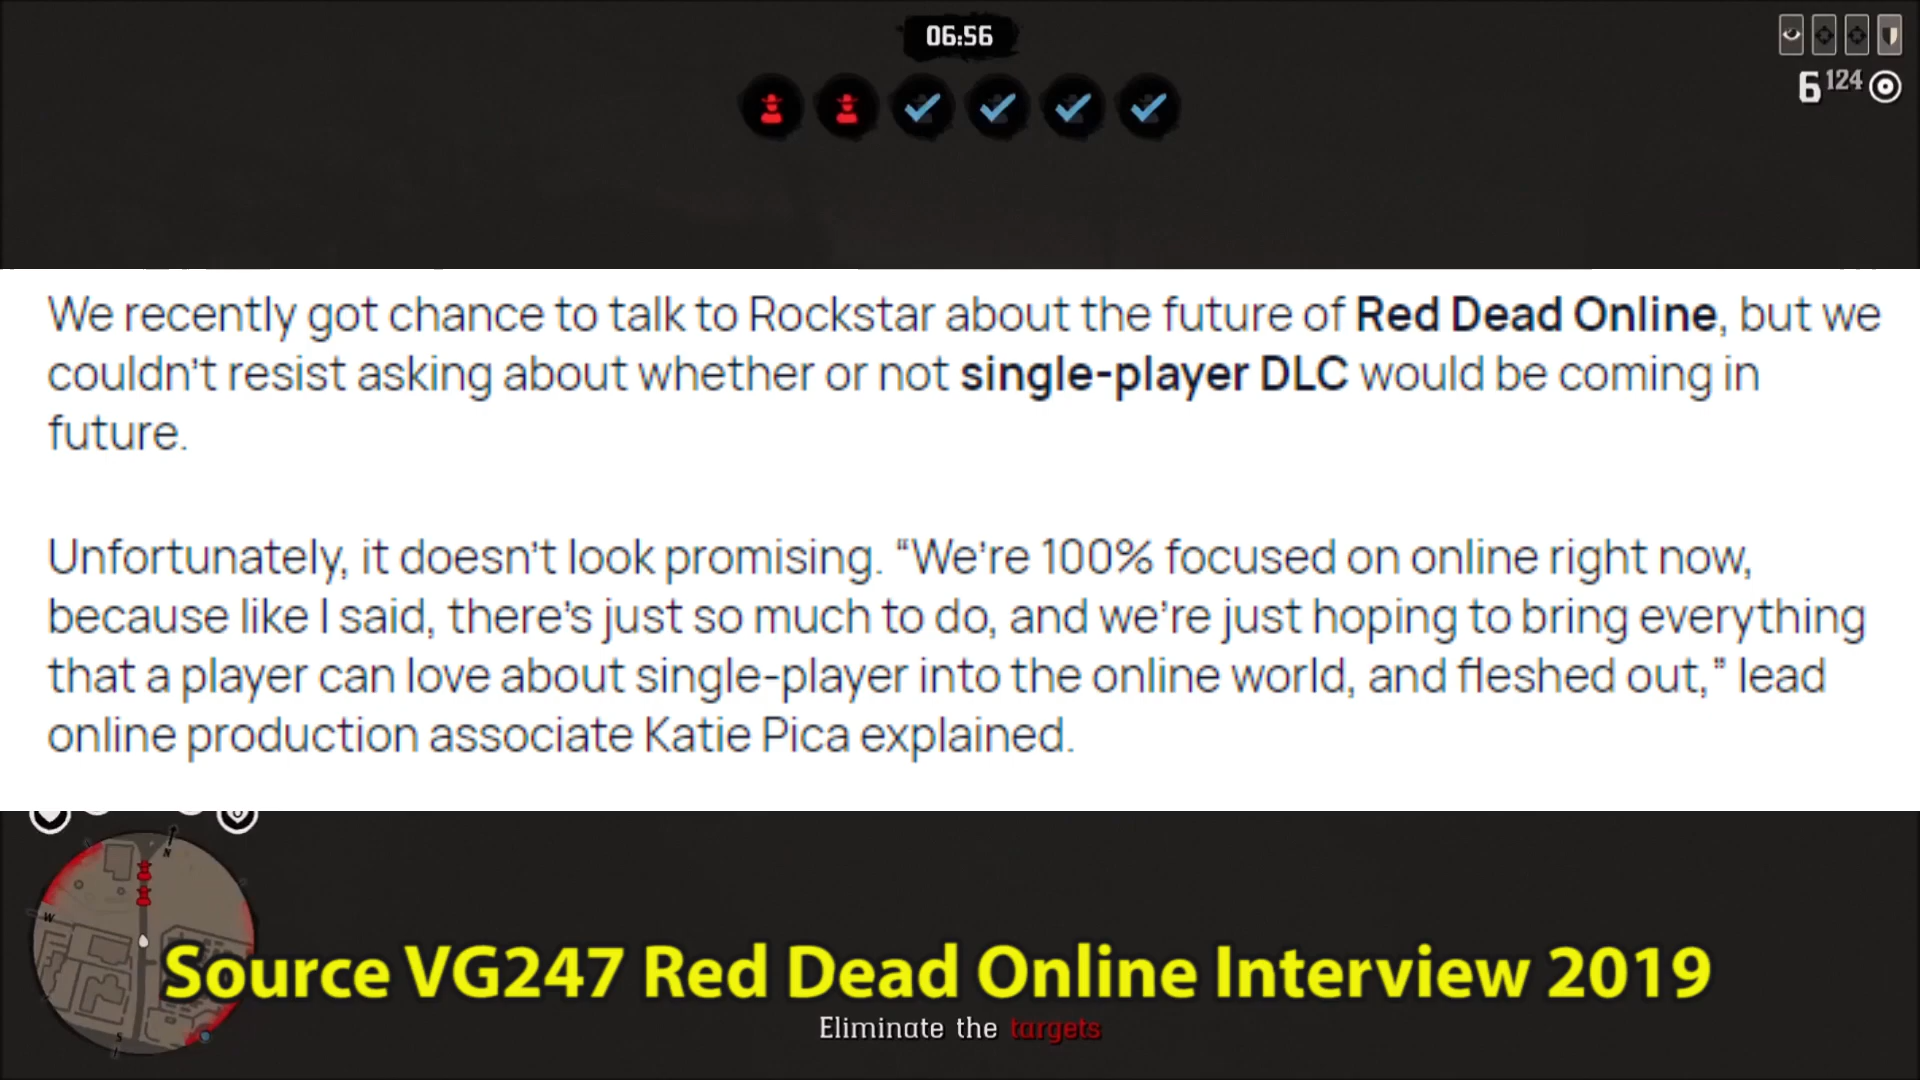 06:56
6 124
We recently got chance to talk to Rockstar about the future of Red Dead Online, but we
couldn't resist asking about whether or not single-player DLC would be coming in
future.
Unfortunately, it doesn't look promising. “We're 100% focused on online right now,
because like I said, there's just so much to do, and we're just hoping to bring everything
that a player can love about single-player into the online world, and fleshed out,” lead
online production associate Katie Pica explained.
N
W
S
Source VG247 Red Dead Online Interview 2019
Eliminate the targets